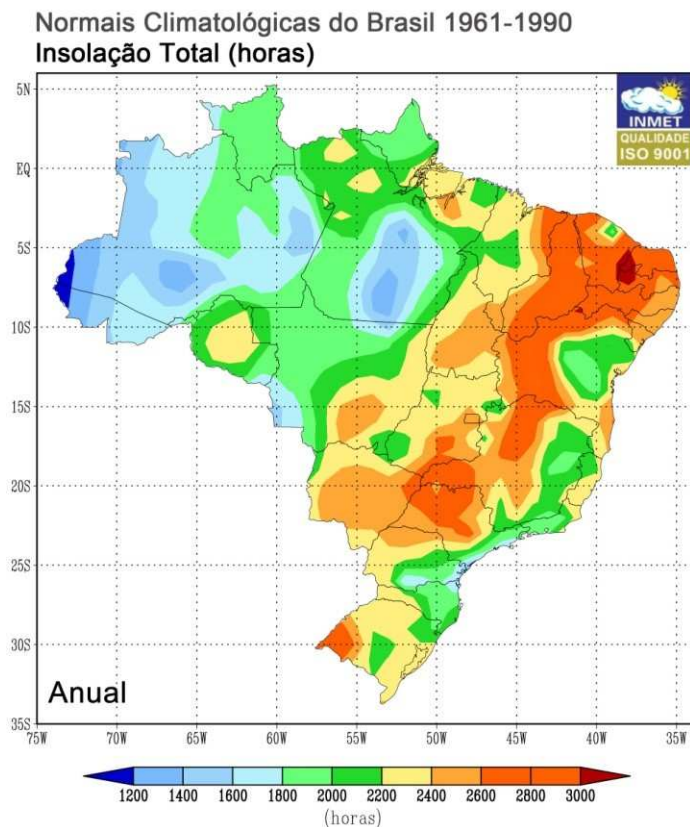 Normais Climatológicas do Brasil 1961-1990
Insolação Total (horas)
INMET
QUALIDADE
ISO 9001
5N
EQ
5S
10S
15S
20S
25S
30S
35S
Anual
75W 70W 65W 60W 55W 50W 45W 40W 35W
1200 1400 1600 1800 2000 2200 2400 2600 2800 3000
(horas)